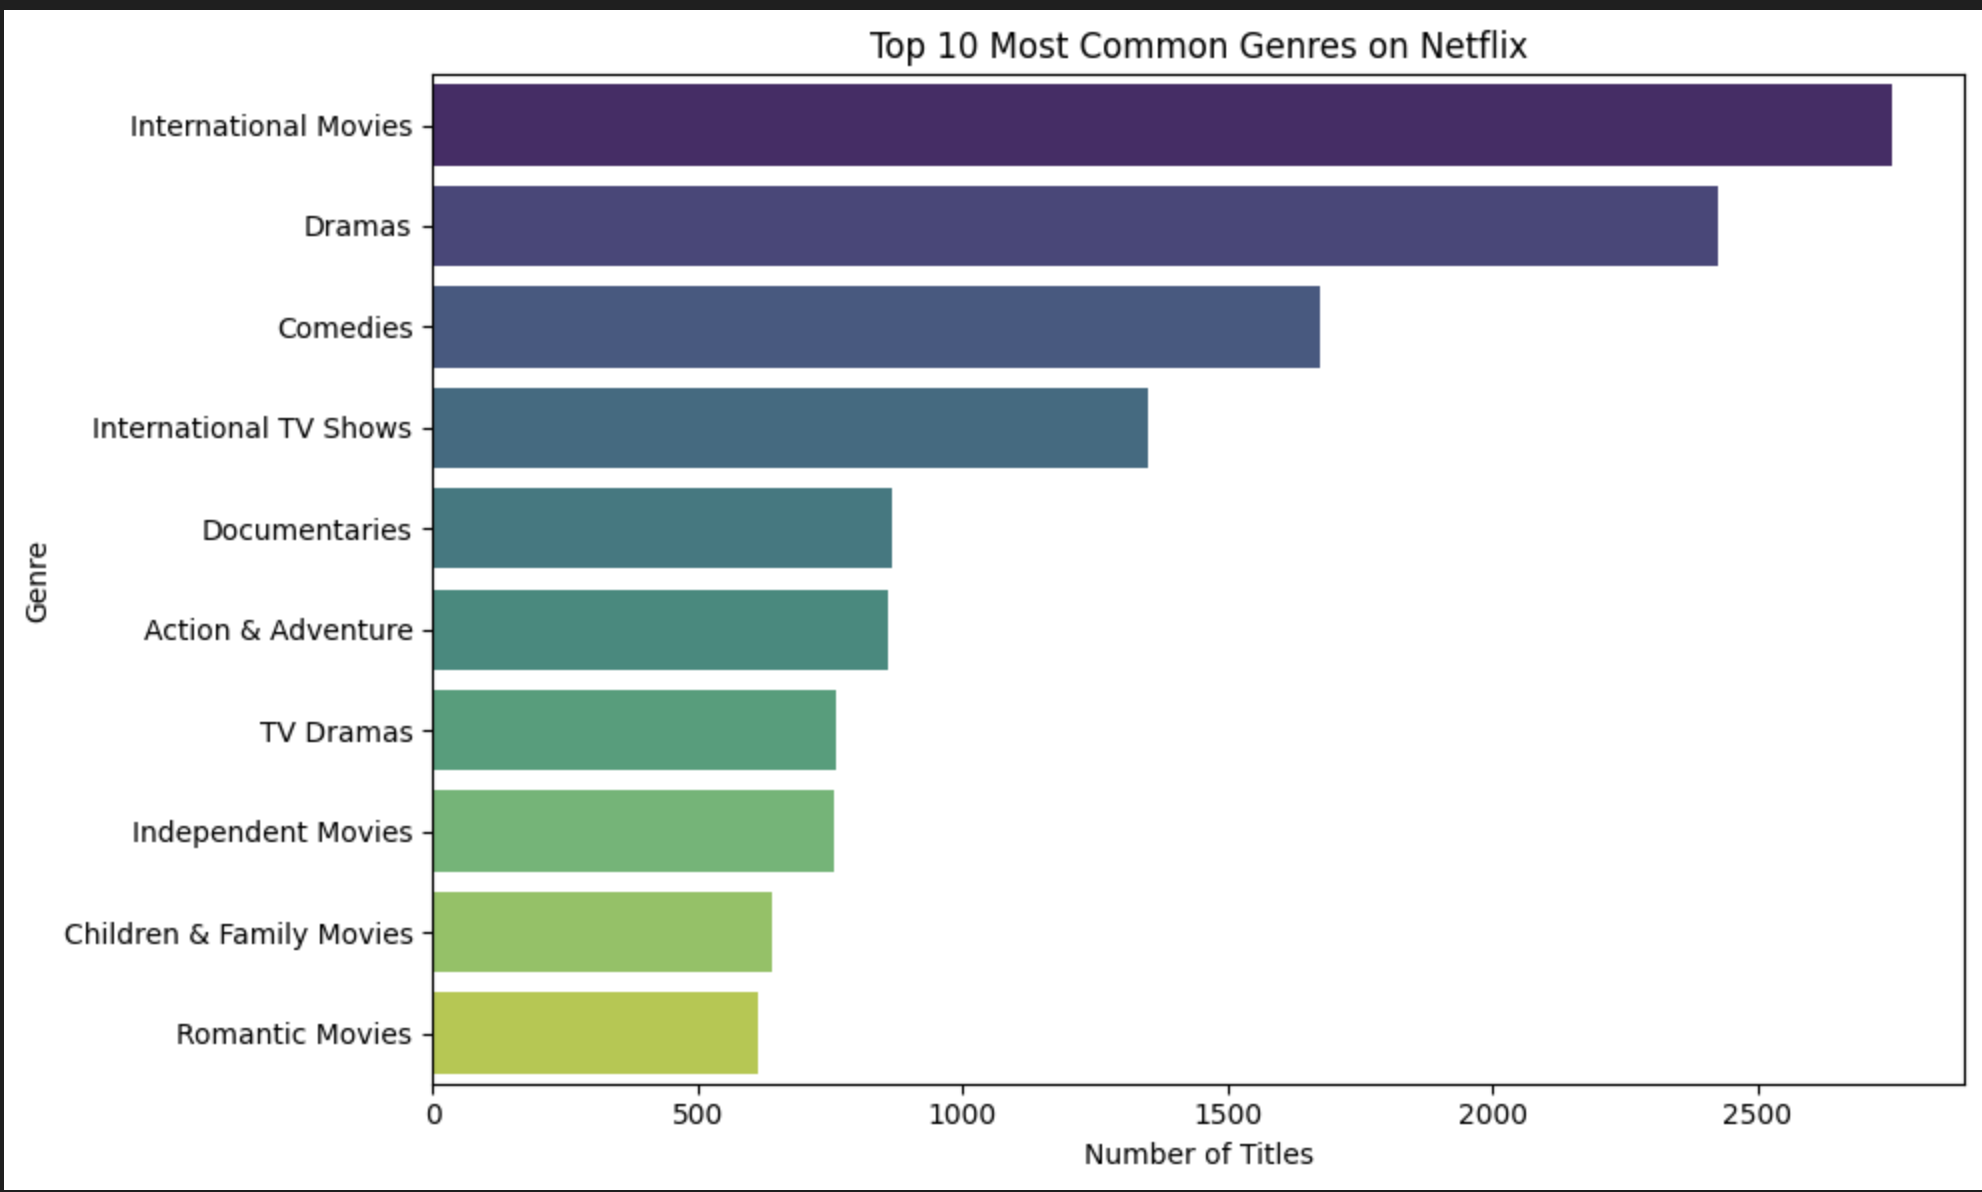 Top 10 Most Common Genres on Netflix
International Movies
Dramas
Comedies
International TV Shows
Documentaries
Action & Adventure
TV Dramas
Independent Movies
Children & Family Movies
Romantic Movies
Genre
0 500 1000 1500 2000 2500
Number of Titles